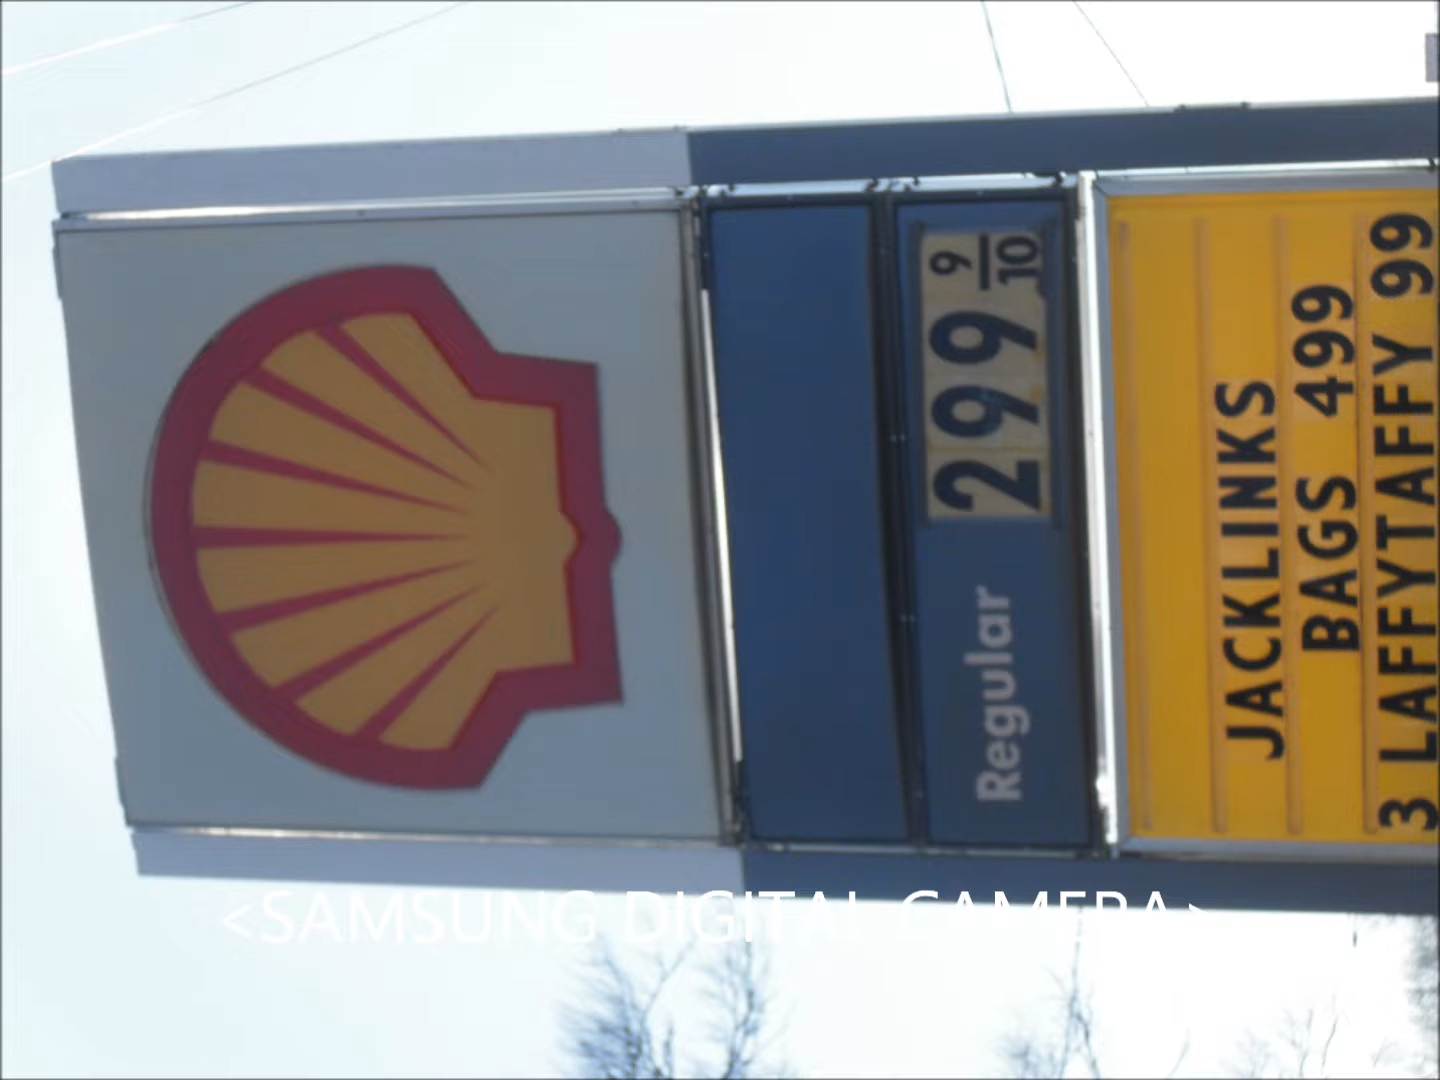 Regular 299 9/10
JACKLINKS
BAGS 499
3 LAFFYTAFFY 99
<SAMSUNG DIGITAL CAMERA>